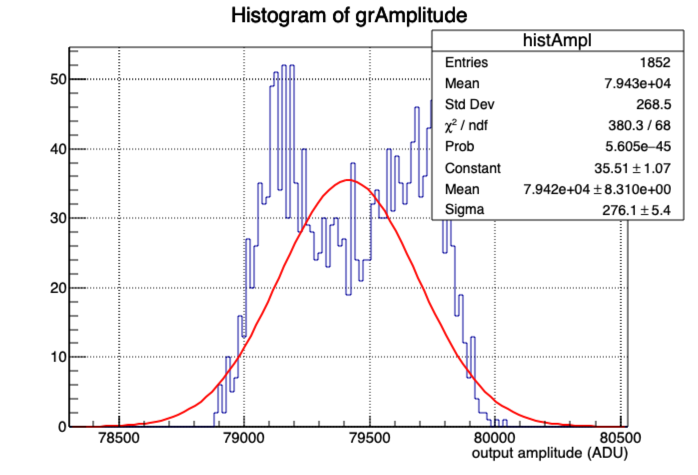 Histogram of grAmplitude
histAmpl
Entries 1852
Mean 7.943e+04
Std Dev 268.5
χ² / ndf 380.3 / 68
Prob 5.605e−45
Constant 35.51 ± 1.07
Mean 7.942e+04 ± 8.310e+00
Sigma 276.1 ± 5.4
50
40
30
20
10
0
78500 79000 79500 80000 80500
output amplitude (ADU)